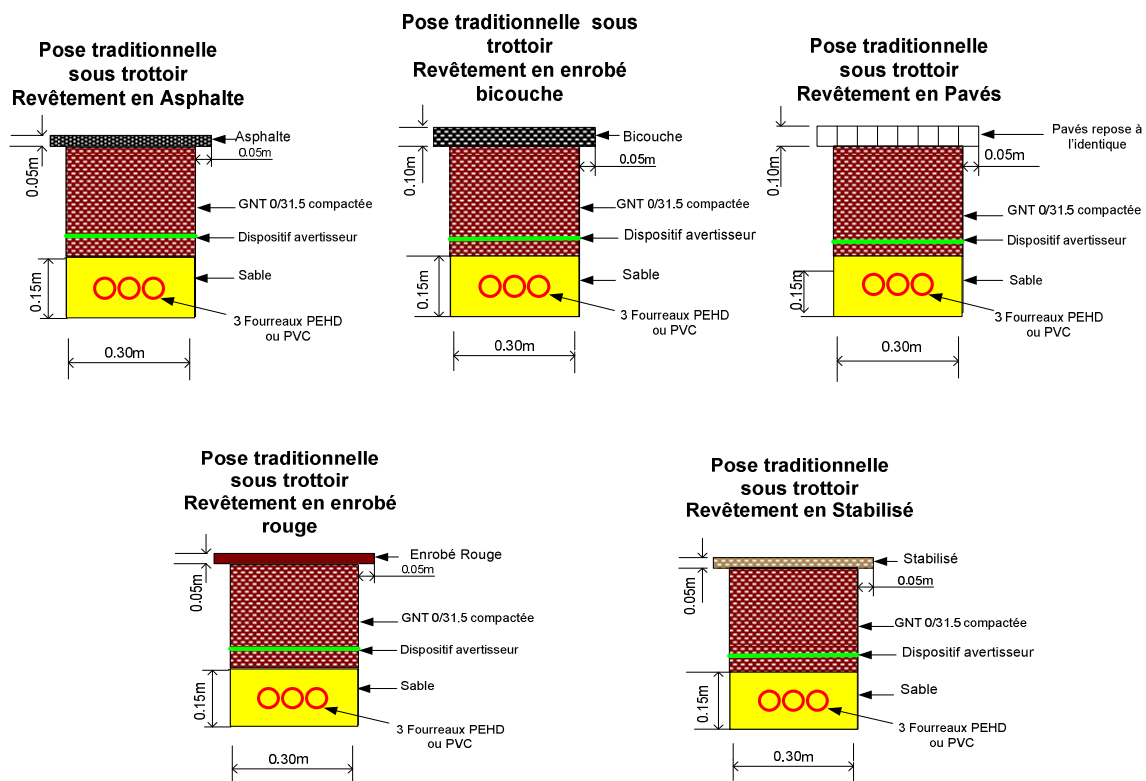 Pose traditionnelle
sous trottoir
Revêtement en Asphalte
Asphalte
0.05m
0.05m
GNT 0/31.5 compactée
Dispositif avertisseur
Sable
0.15m
3 Fourreaux PEHD
ou PVC
0.30m
Pose traditionnelle sous
trottoir
Revêtement en enrobé
bicouche
Bicouche
0.05m
0.10m
GNT 0/31.5 compactée
Dispositif avertisseur
Sable
0.15m
3 Fourreaux PEHD
ou PVC
0.30m
Pose traditionnelle
sous trottoir
Revêtement en Pavés
Pavés repose à
l'identique
0.05m
0.10m
GNT 0/31.5 compactée
Dispositif avertisseur
Sable
0.15m
3 Fourreaux PEHD
ou PVC
0.30m
Pose traditionnelle
sous trottoir
Revêtement en enrobé
rouge
Enrobé Rouge
0.05m
0.05m
GNT 0/31.5 compactée
Dispositif avertisseur
Sable
0.15m
3 Fourreaux PEHD
ou PVC
0.30m
Pose traditionnelle
sous trottoir
Revêtement en Stabilisé
Stabilisé
0.05m
0.05m
GNT 0/31.5 compactée
Dispositif avertisseur
Sable
0.15m
3 Fourreaux PEHD
ou PVC
0.30m